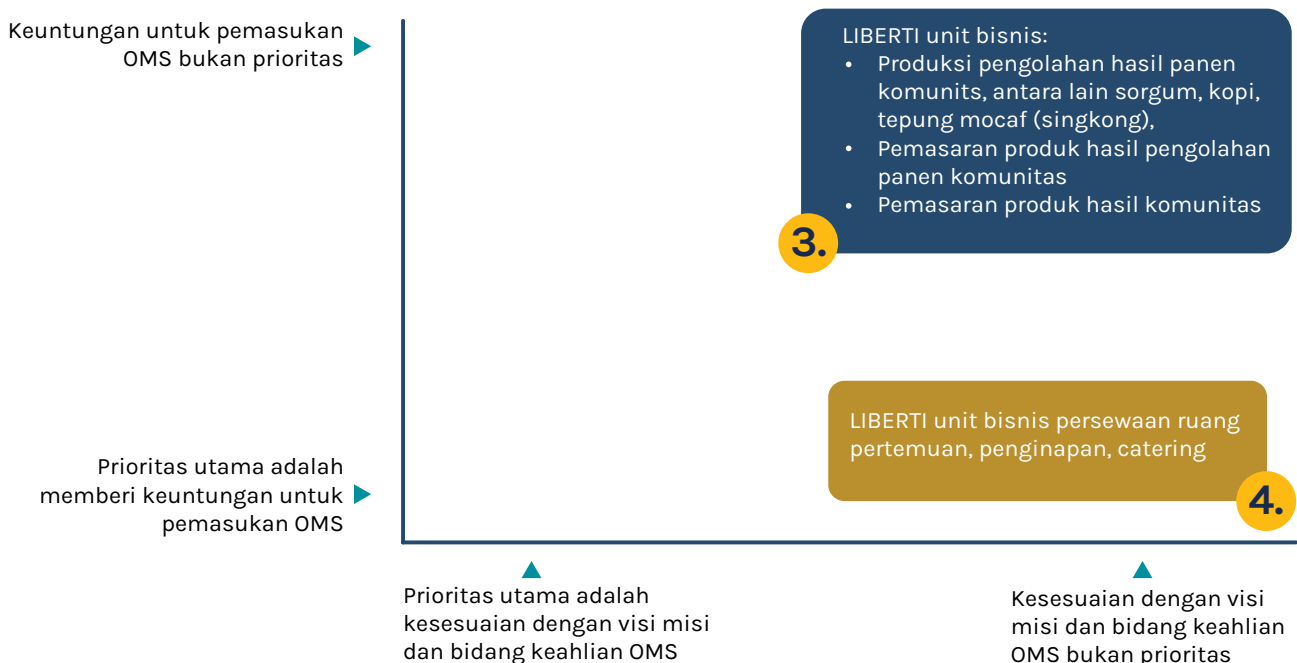 Keuntungan untuk pemasukan
OMS bukan prioritas
LIBERTI unit bisnis:
• Produksi pengolahan hasil panen
komunits, antara lain sorgum, kopi,
tepung mocaf (singkong),
• Pemasaran produk hasil pengolahan
panen komunitas
• Pemasaran produk hasil komunitas
3.
LIBERTI unit bisnis persewaan ruang
pertemuan, penginapan, catering
4.
Prioritas utama adalah
memberi keuntungan untuk
pemasukan OMS
Prioritas utama adalah
kesesuaian dengan visi misi
dan bidang keahlian OMS
Kesesuaian dengan visi
misi dan bidang keahlian
OMS bukan prioritas